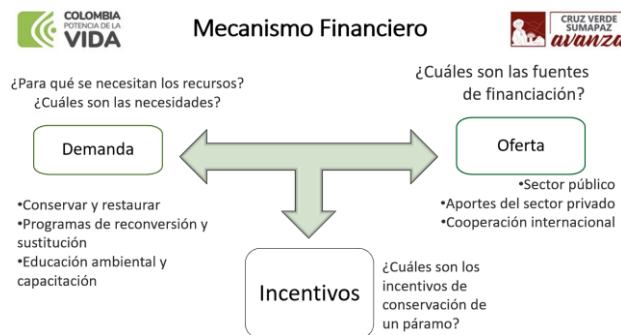 COLOMBIA
POTENCIA DE LA
VIDA
Mecanismo Financiero
CRUZ VERDE
SUMAPAZ
avanza
¿Para qué se necesitan los recursos?
¿Cuáles son las necesidades?
Demanda
•Conservar y restaurar
•Programas de reconversión y
sustitución
•Educación ambiental y
capacitación
¿Cuáles son las fuentes
de financiación?
Oferta
•Sector público
•Aportes del sector privado
•Cooperación internacional
Incentivos
¿Cuáles son los
incentivos de
conservación de
un páramo?